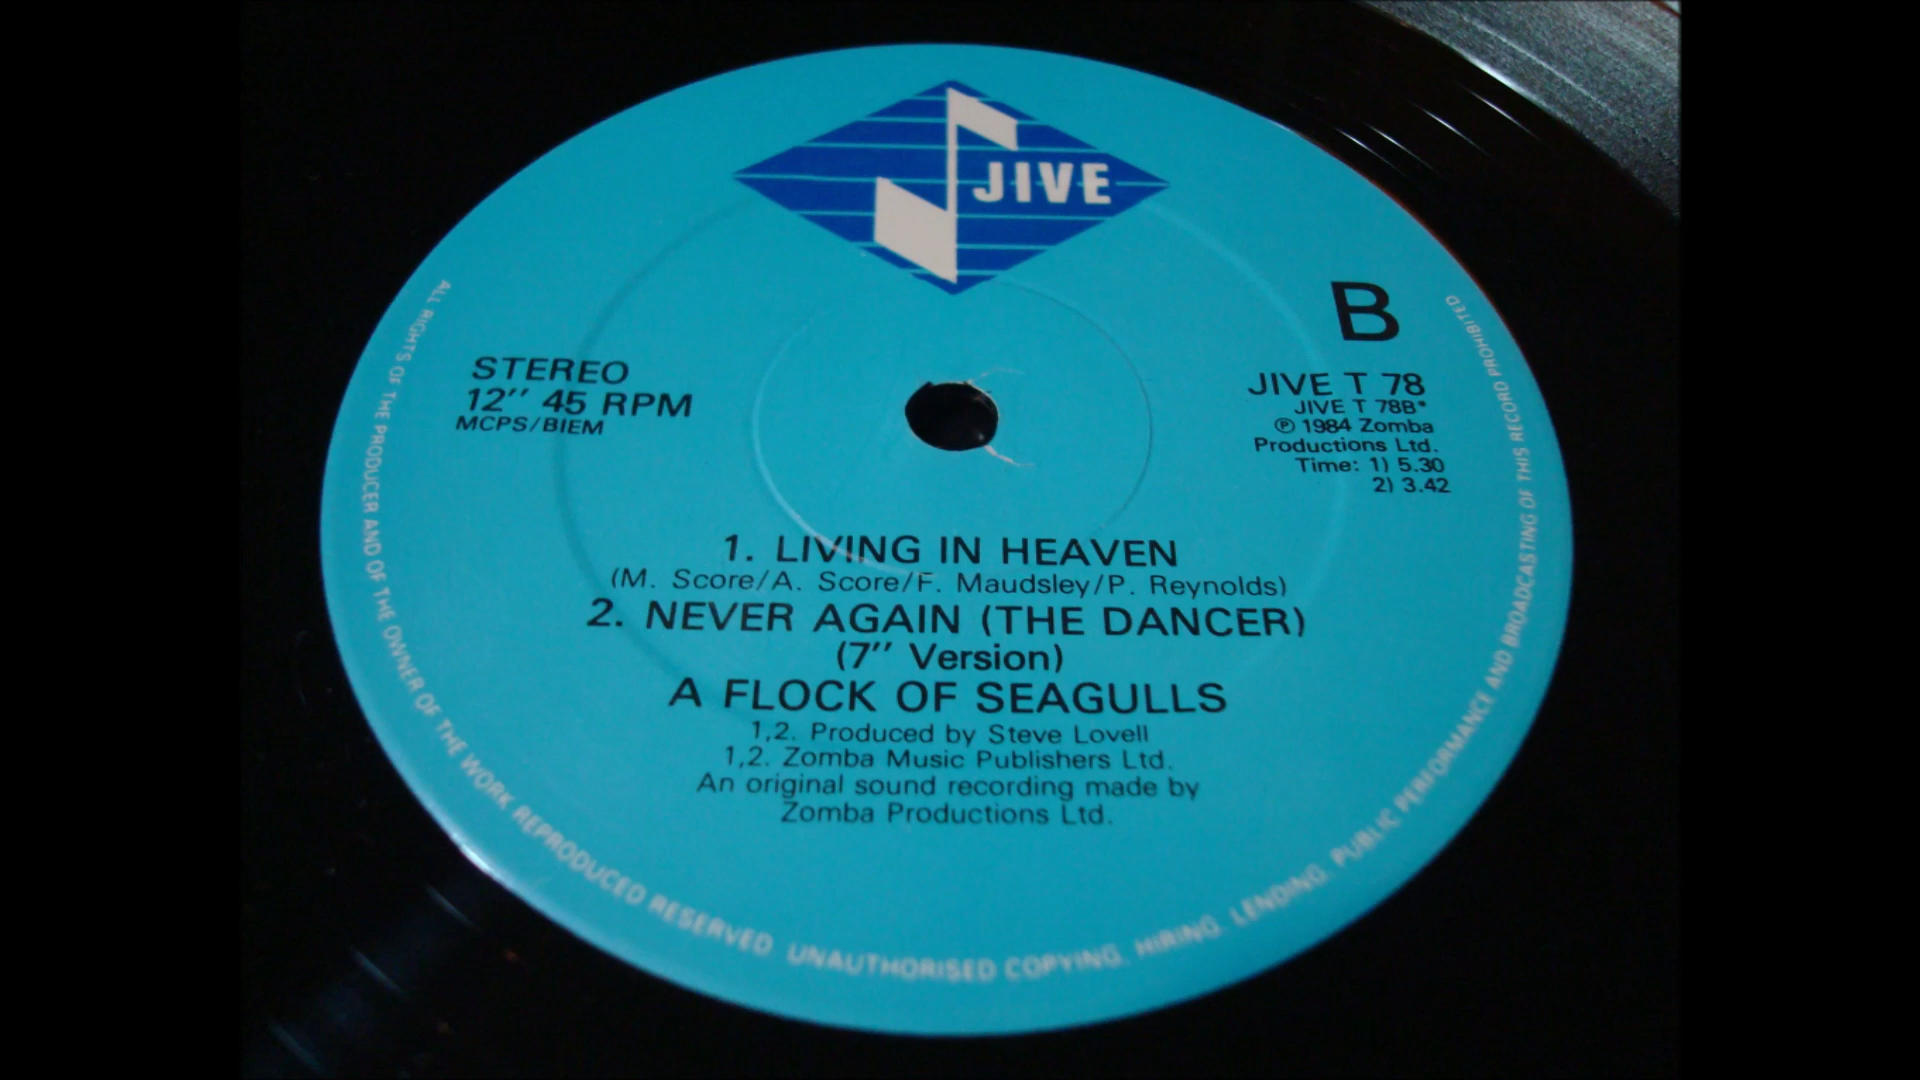 JIVE
B
STEREO
12″ 45 RPM
MCPS/BIEM
JIVE T 78
JIVE T 78B*
℗ 1984 Zomba
Productions Ltd.
Time: 1) 5.30
2) 3.42
1. LIVING IN HEAVEN
(M. Score/A. Score/F. Maudsley/P. Reynolds)
2. NEVER AGAIN (THE DANCER)
(7″ Version)
A FLOCK OF SEAGULLS
1,2. Produced by Steve Lovell
1,2. Zomba Music Publishers Ltd.
An original sound recording made by
Zomba Productions Ltd.
ALL RIGHTS OF THE PRODUCER AND OF THE OWNER OF THE WORK REPRODUCED RESERVED. UNAUTHORISED COPYING, HIRING, LENDING, PUBLIC PERFORMANCE AND BROADCASTING OF THIS RECORD PROHIBITED